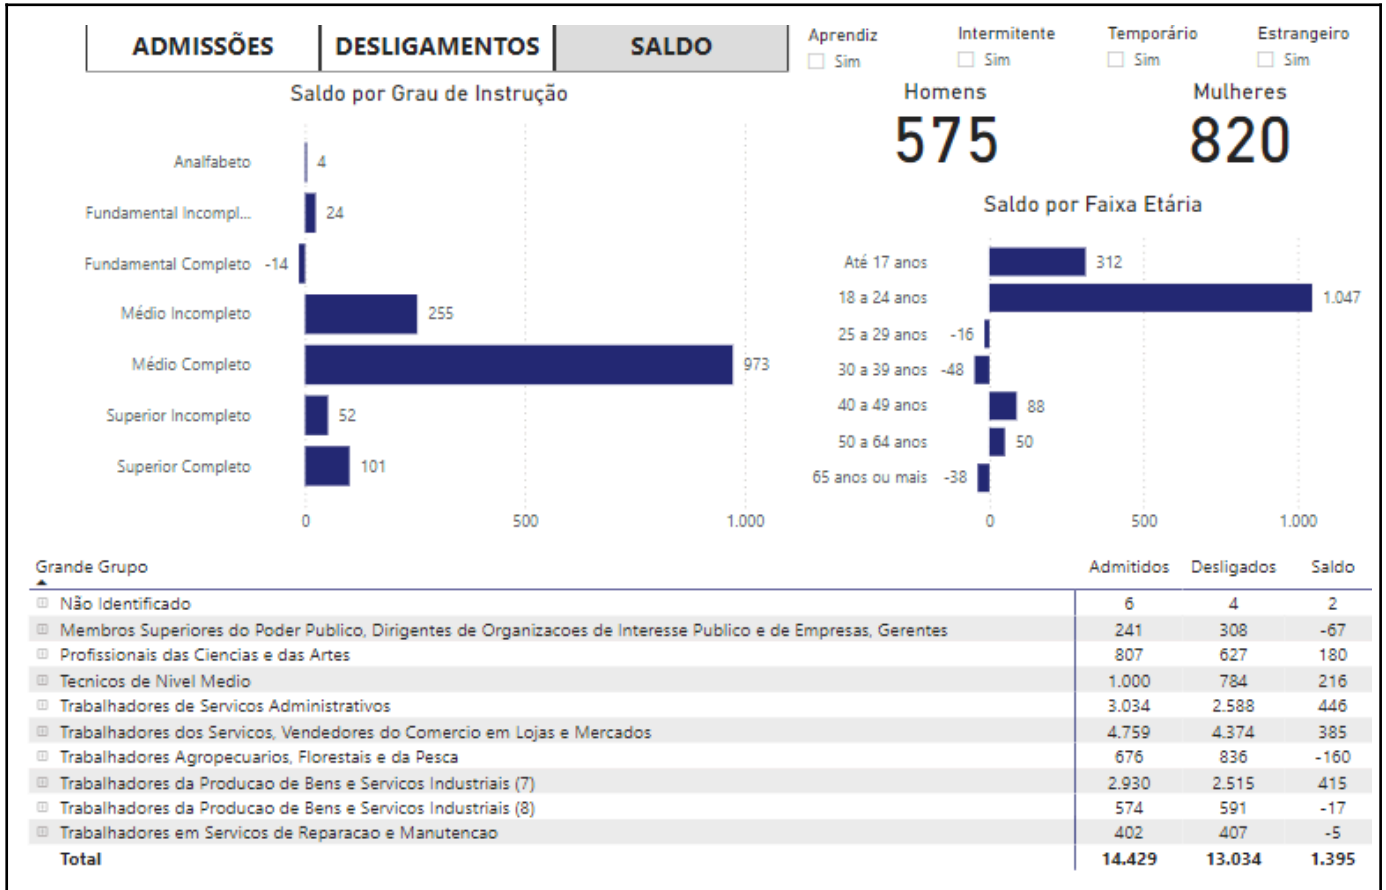 ADMISSÕES DESLIGAMENTOS SALDO
Aprendiz Intermitente Temporário Estrangeiro
Sim Sim Sim Sim
Saldo por Grau de Instrução
Analfabeto 4
Fundamental Incompl... 24
Fundamental Completo -14
Médio Incompleto 255
Médio Completo 973
Superior Incompleto 52
Superior Completo 101
0 500 1.000
Homens Mulheres
575 820
Saldo por Faixa Etária
Até 17 anos 312
18 a 24 anos 1.047
25 a 29 anos -16
30 a 39 anos -48
40 a 49 anos 88
50 a 64 anos 50
65 anos ou mais -38
0 500 1.000
Grande Grupo Admitidos Desligados Saldo
Não Identificado 6 4 2
Membros Superiores do Poder Publico, Dirigentes de Organizacoes de Interesse Publico e de Empresas, Gerentes 241 308 -67
Profissionais das Ciencias e das Artes 807 627 180
Tecnicos de Nivel Medio 1.000 784 216
Trabalhadores de Servicos Administrativos 3.034 2.588 446
Trabalhadores dos Servicos, Vendedores do Comercio em Lojas e Mercados 4.759 4.374 385
Trabalhadores Agropecuarios, Florestais e da Pesca 676 836 -160
Trabalhadores da Producao de Bens e Servicos Industriais (7) 2.930 2.515 415
Trabalhadores da Producao de Bens e Servicos Industriais (8) 574 591 -17
Trabalhadores em Servicos de Reparacao e Manutencao 402 407 -5
Total 14.429 13.034 1.395